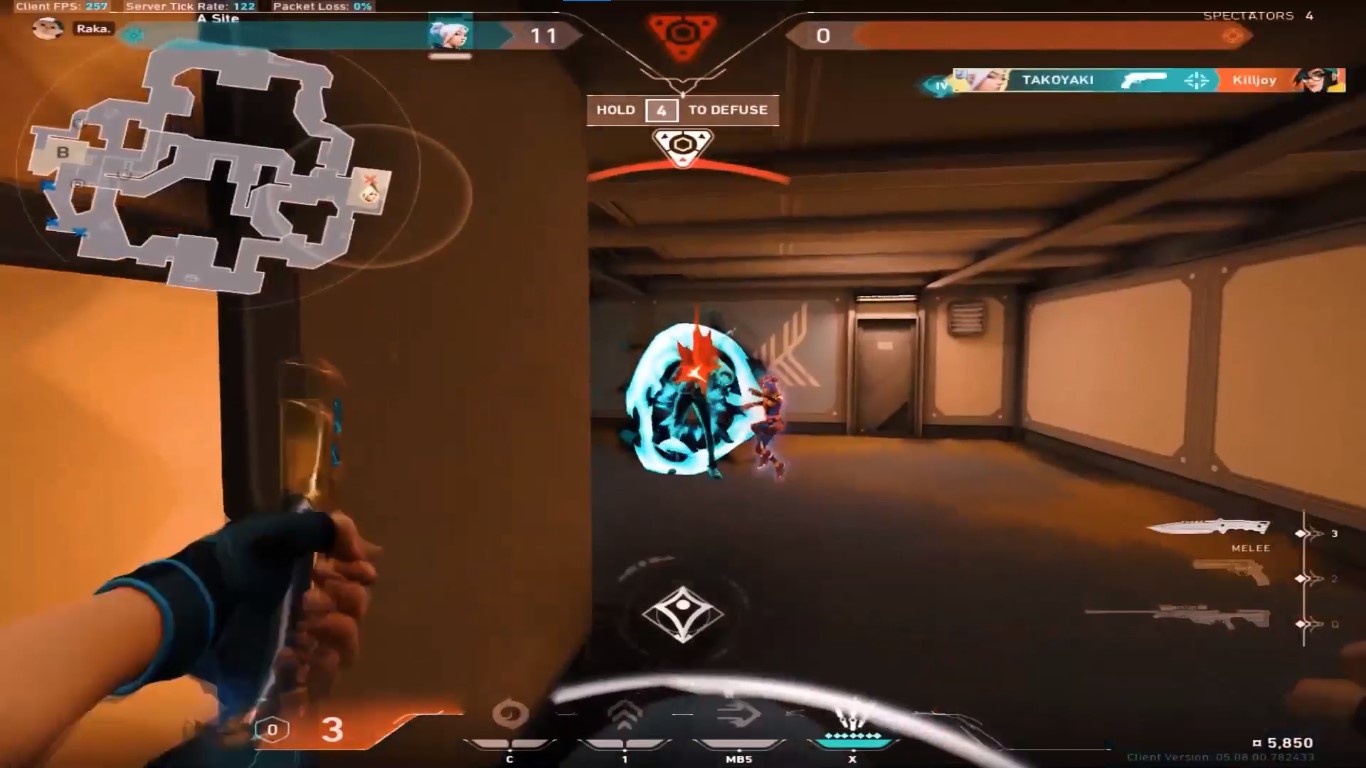 Client FPS: 257 Server Tick Rate: 122 Packet Loss: 0%
A Site
SPECTATORS 4
Raka.
11
0
IV TAKOYAKI Killjoy
HOLD 4 TO DEFUSE
B
3
MELEE
2
0 3
C 1 MB5 X
¤ 5,850
Client Version: 05.08.00.782433